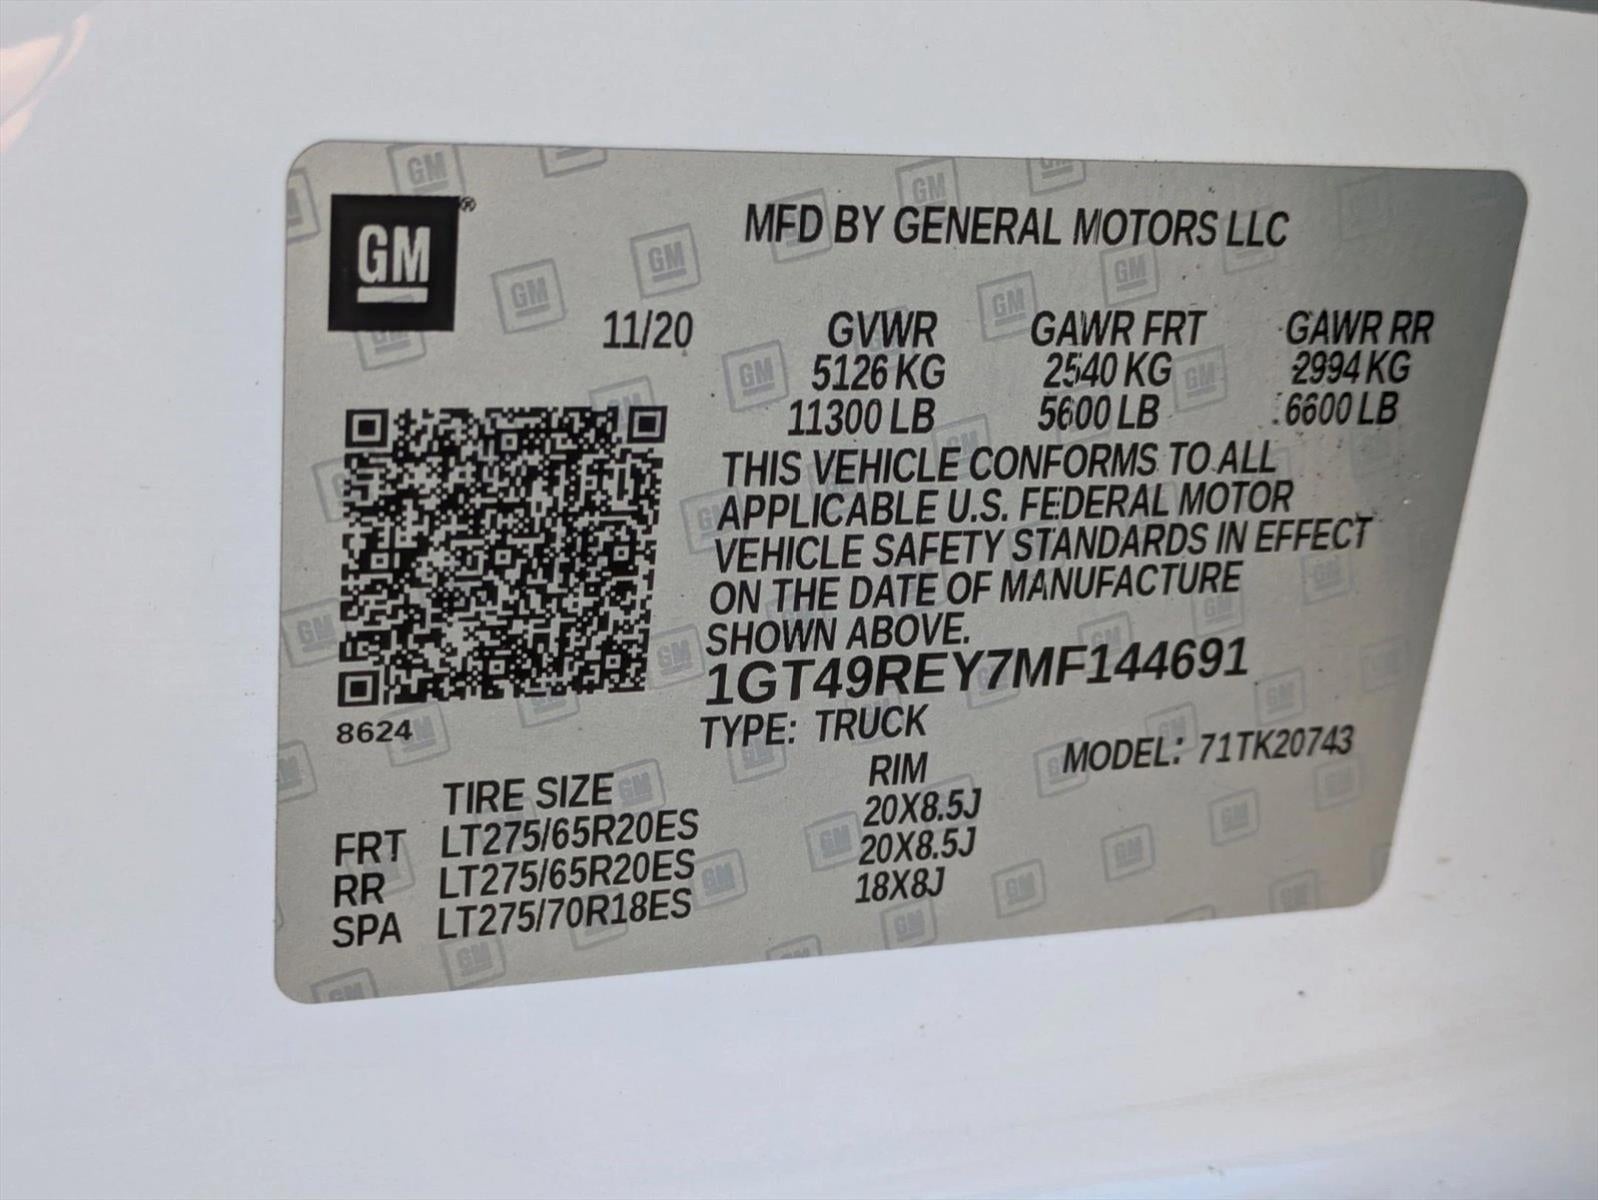 GM®
MFD BY GENERAL MOTORS LLC
11/20 GVWR GAWR FRT GAWR RR
5126 KG 2540 KG 2994 KG
11300 LB 5600 LB 6600 LB
THIS VEHICLE CONFORMS TO ALL
APPLICABLE U.S. FEDERAL MOTOR
VEHICLE SAFETY STANDARDS IN EFFECT
ON THE DATE OF MANUFACTURE
SHOWN ABOVE.
1GT49REY7MF144691
8624
TYPE: TRUCK MODEL: 71TK20743
TIRE SIZE RIM
FRT LT275/65R20ES 20X8.5J
RR LT275/65R20ES 20X8.5J
SPA LT275/70R18ES 18X8J